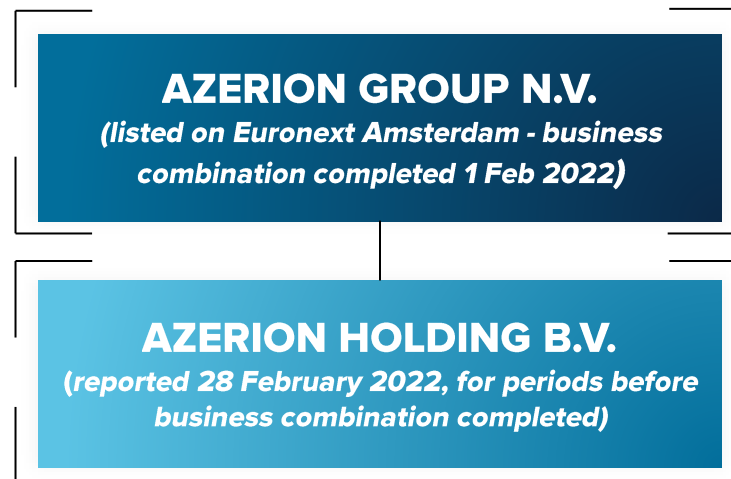 AZERION GROUP N.V.
(listed on Euronext Amsterdam - business
combination completed 1 Feb 2022)
AZERION HOLDING B.V.
(reported 28 February 2022, for periods before
business combination completed)